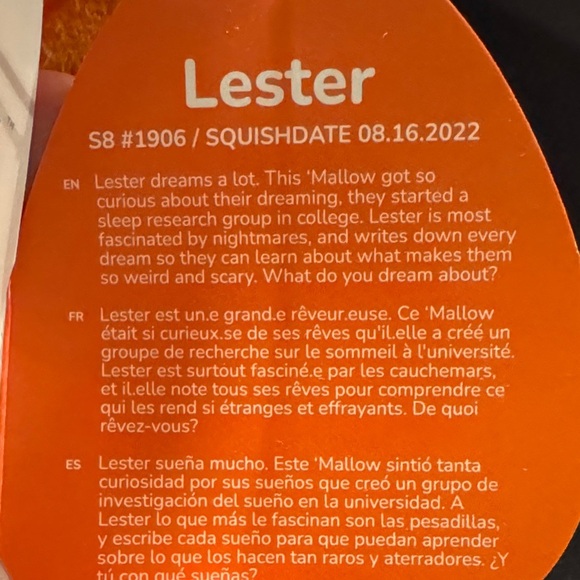 Lester
S8 #1906 / SQUISHDATE 08.16.2022
EN Lester dreams a lot. This ‘Mallow got so
curious about their dreaming, they started a
sleep research group in college. Lester is most
fascinated by nightmares, and writes down every
dream so they can learn about what makes them
so weird and scary. What do you dream about?
FR Lester est un.e grand.e rêveur.euse. Ce ‘Mallow
était si curieux.se de ses rêves qu'il.elle a créé un
groupe de recherche sur le sommeil à l'université.
Lester est surtout fasciné.e par les cauchemars,
et il.elle note tous ses rêves pour comprendre ce
qui les rend si étranges et effrayants. De quoi
rêvez-vous?
ES Lester sueña mucho. Este ‘Mallow sintió tanta
curiosidad por sus sueños que creó un grupo de
investigación del sueño en la universidad. A
Lester lo que más le fascinan son las pesadillas,
y escribe cada sueño para que puedan aprender
sobre lo que los hacen tan raros y aterradores. ¿Y
tú con qué sueñas?